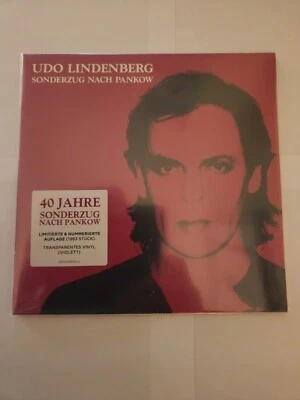 UDO LINDENBERG
SONDERZUG NACH PANKOW
40 JAHRE
SONDERZUG
NACH PANKOW
LIMITIERTE & NUMMERIERTE
AUFLAGE (1983 STÜCK)
TRANSPARENTES VINYL
(VIOLETT)